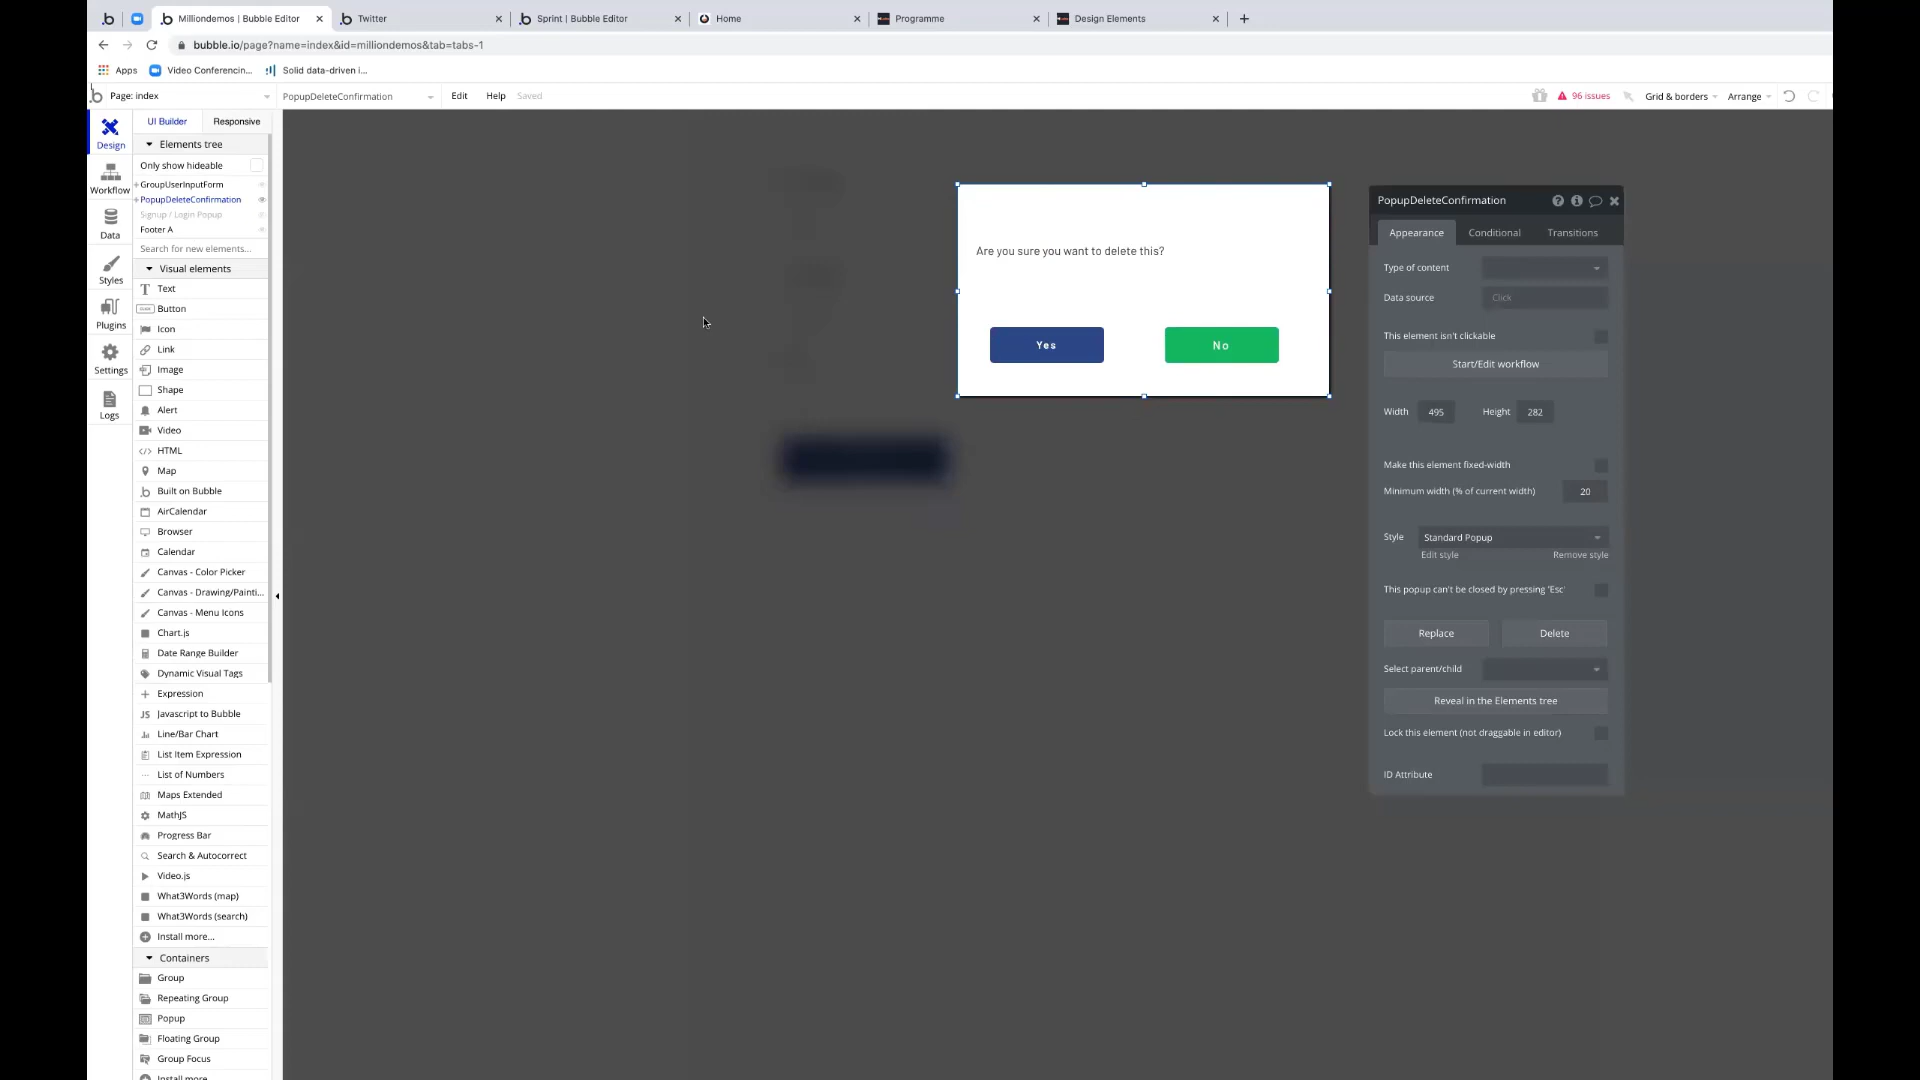 Milliondemos | Bubble Editor
Twitter
Sprint | Bubble Editor
Home
Programme
Design Elements
bubble.io/page?name=index&id=milliondemos&tab=tabs-1
Apps
Video Conferencin...
Solid data-driven i...
Page: index
PopupDeleteConfirmation
Edit
Help
Saved
96 issues
Grid & borders
Arrange
Design
Workflow
Data
Styles
Plugins
Settings
Logs
UI Builder
Responsive
Elements tree
Only show hideable
GroupUserInputForm
PopupDeleteConfirmation
Signup / Login Popup
Footer A
Search for new elements...
Visual elements
Text
CLICK
Button
Icon
Link
Image
Shape
Alert
Video
HTML
Map
Built on Bubble
AirCalendar
Browser
Calendar
Canvas - Color Picker
Canvas - Drawing/Painti...
Canvas - Menu Icons
Chart.js
Date Range Builder
Dynamic Visual Tags
Expression
JS Javascript to Bubble
Line/Bar Chart
List Item Expression
List of Numbers
Maps Extended
MathJS
Progress Bar
Search & Autocorrect
Video.js
What3Words (map)
What3Words (search)
Install more...
Containers
Group
Repeating Group
Popup
Floating Group
Group Focus
Install more
Are you sure you want to delete this?
Yes
No
PopupDeleteConfirmation
Appearance
Conditional
Transitions
Type of content
Data source
Click
This element isn't clickable
Start/Edit workflow
Width 495
Height 282
Make this element fixed-width
Minimum width (% of current width) 20
Style
Standard Popup
Edit style
Remove style
This popup can't be closed by pressing 'Esc'
Replace
Delete
Select parent/child
Reveal in the Elements tree
Lock this element (not draggable in editor)
ID Attribute